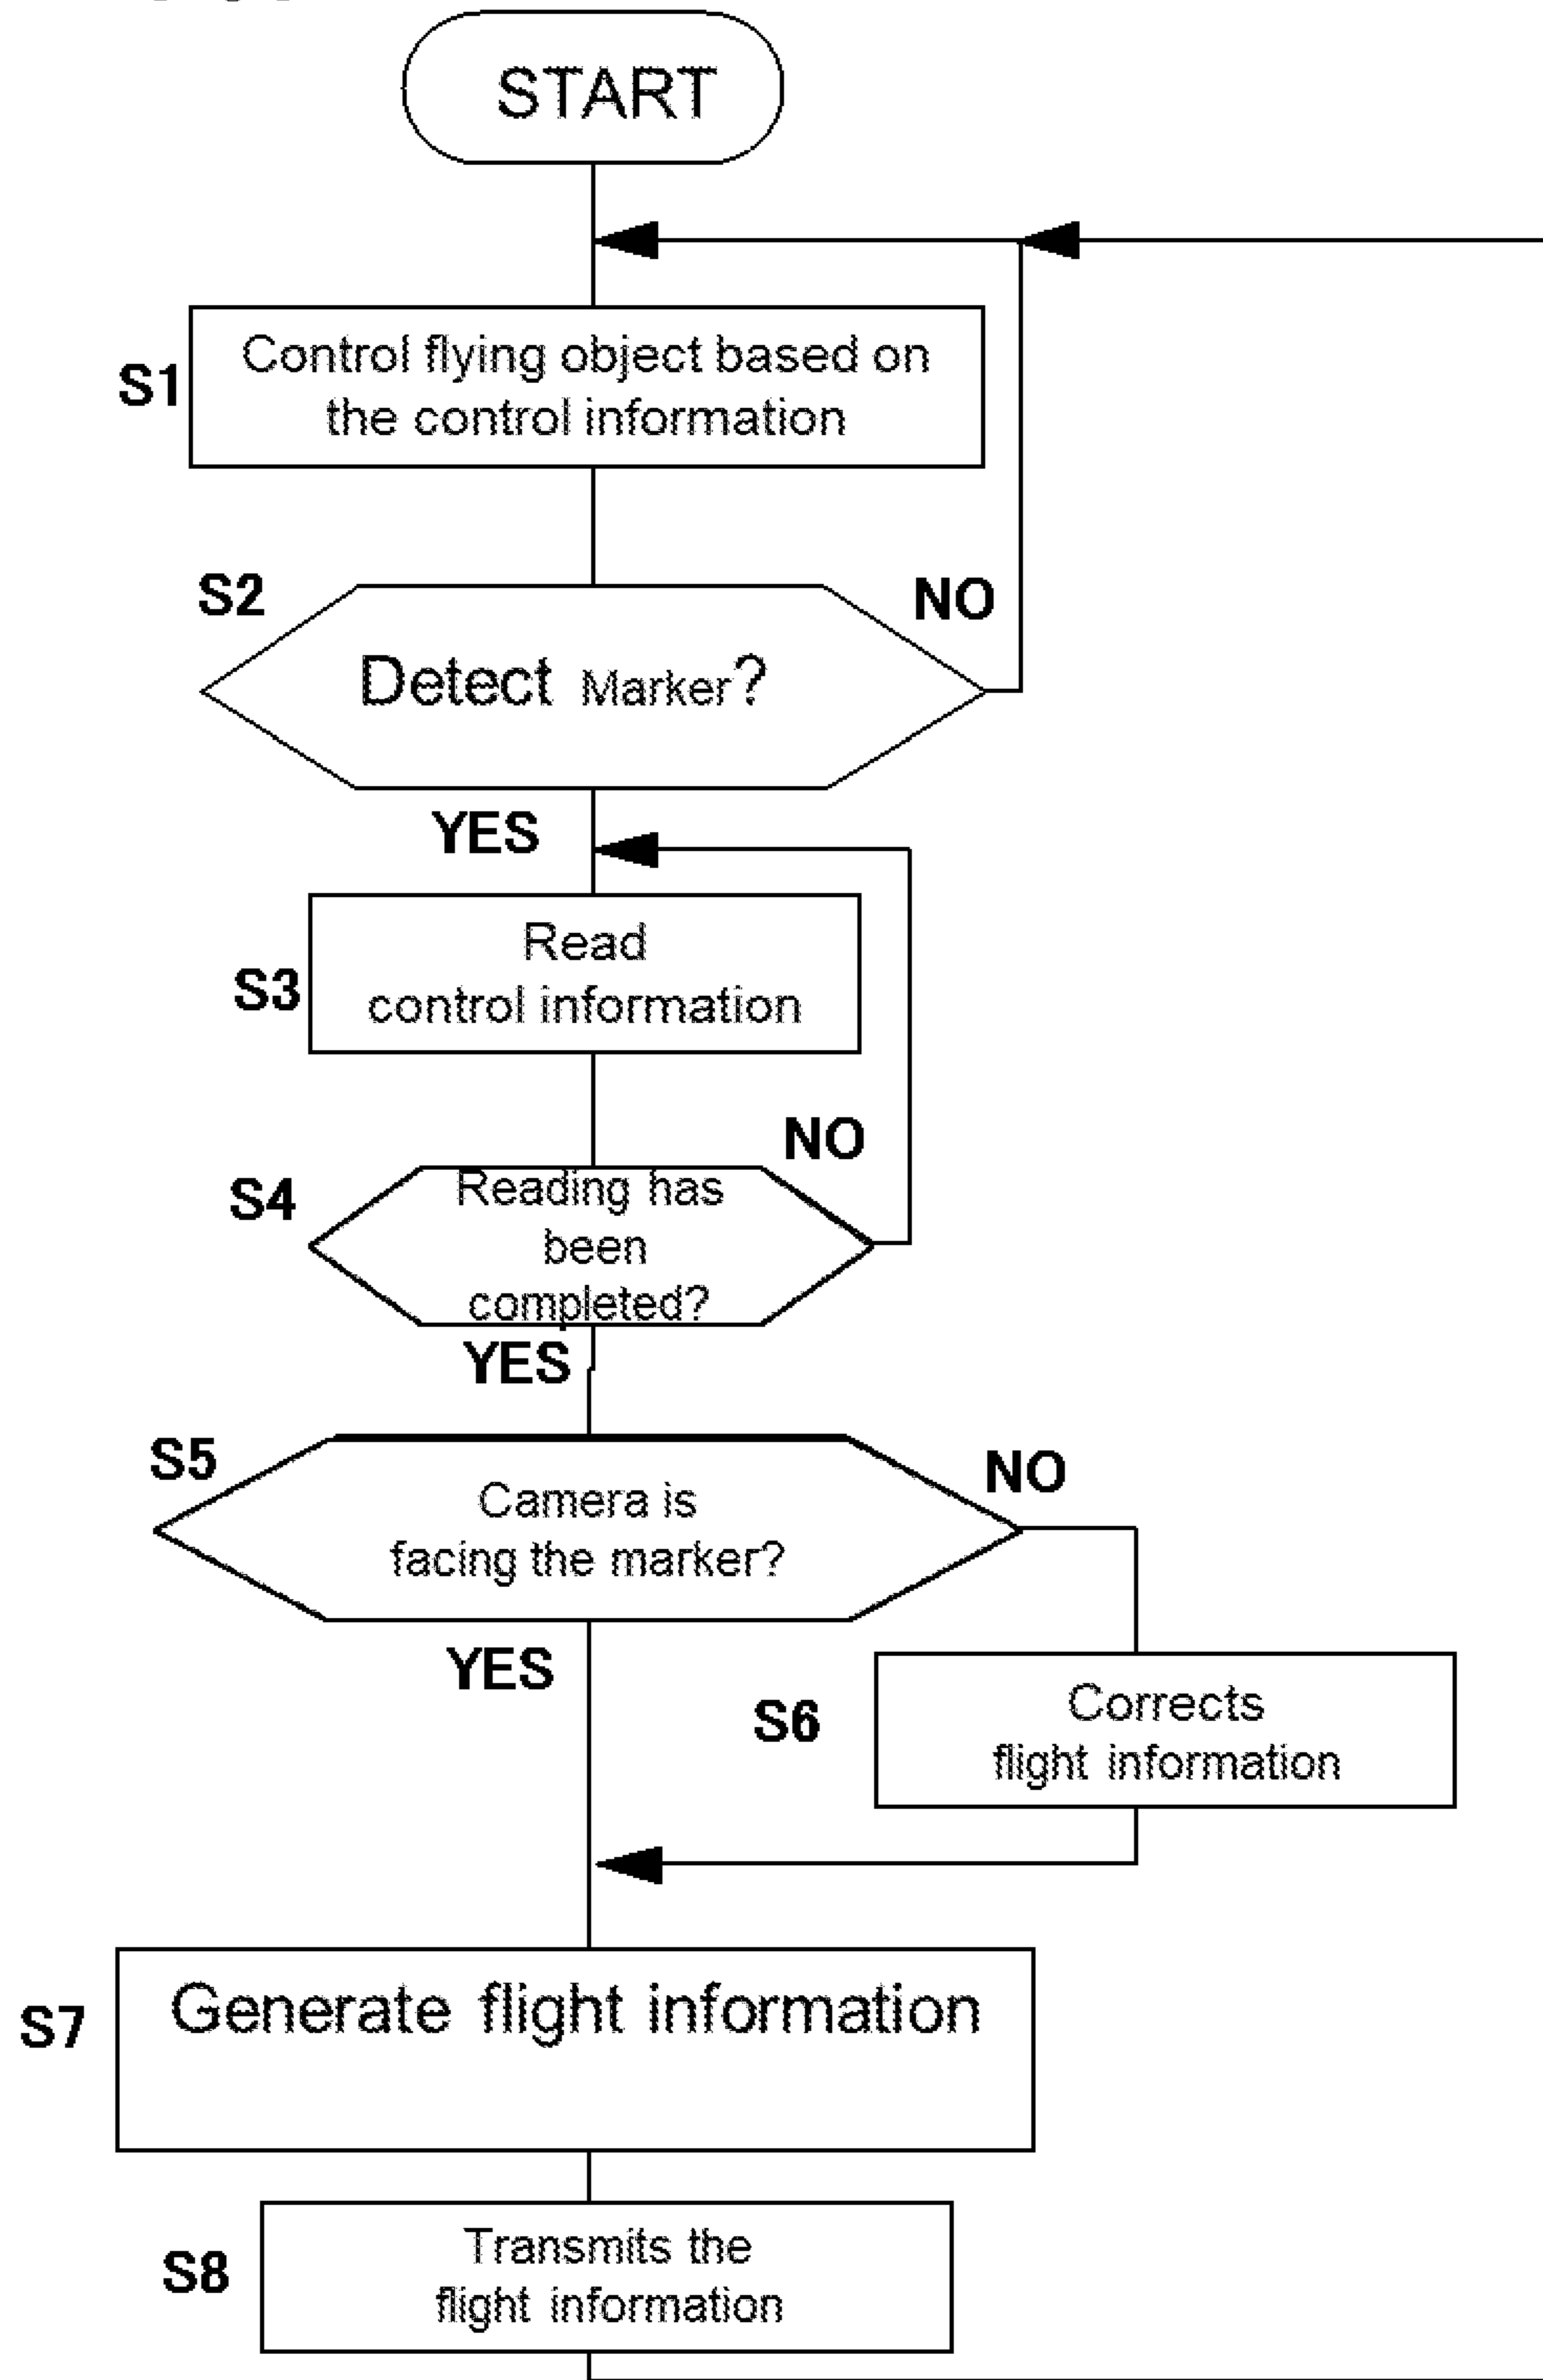 START
S1
Control flying object based on
the control information
S2
NO
Detect Marker?
YES
S3
Read
control information
NO
S4
Reading has
been
completed?
YES
S5
NO
Camera is
facing the marker?
YES
S6
Corrects
flight information
S7
Generate flight information
S8
Transmits the
flight information